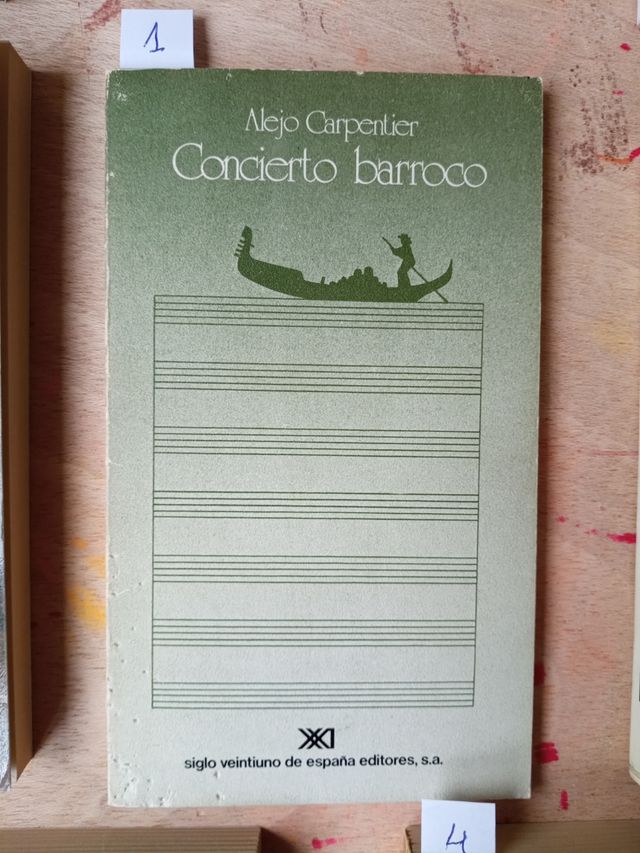 1
Alejo Carpentier
Concierto barroco
XXI
siglo veintiuno de españa editores, s.a.
4